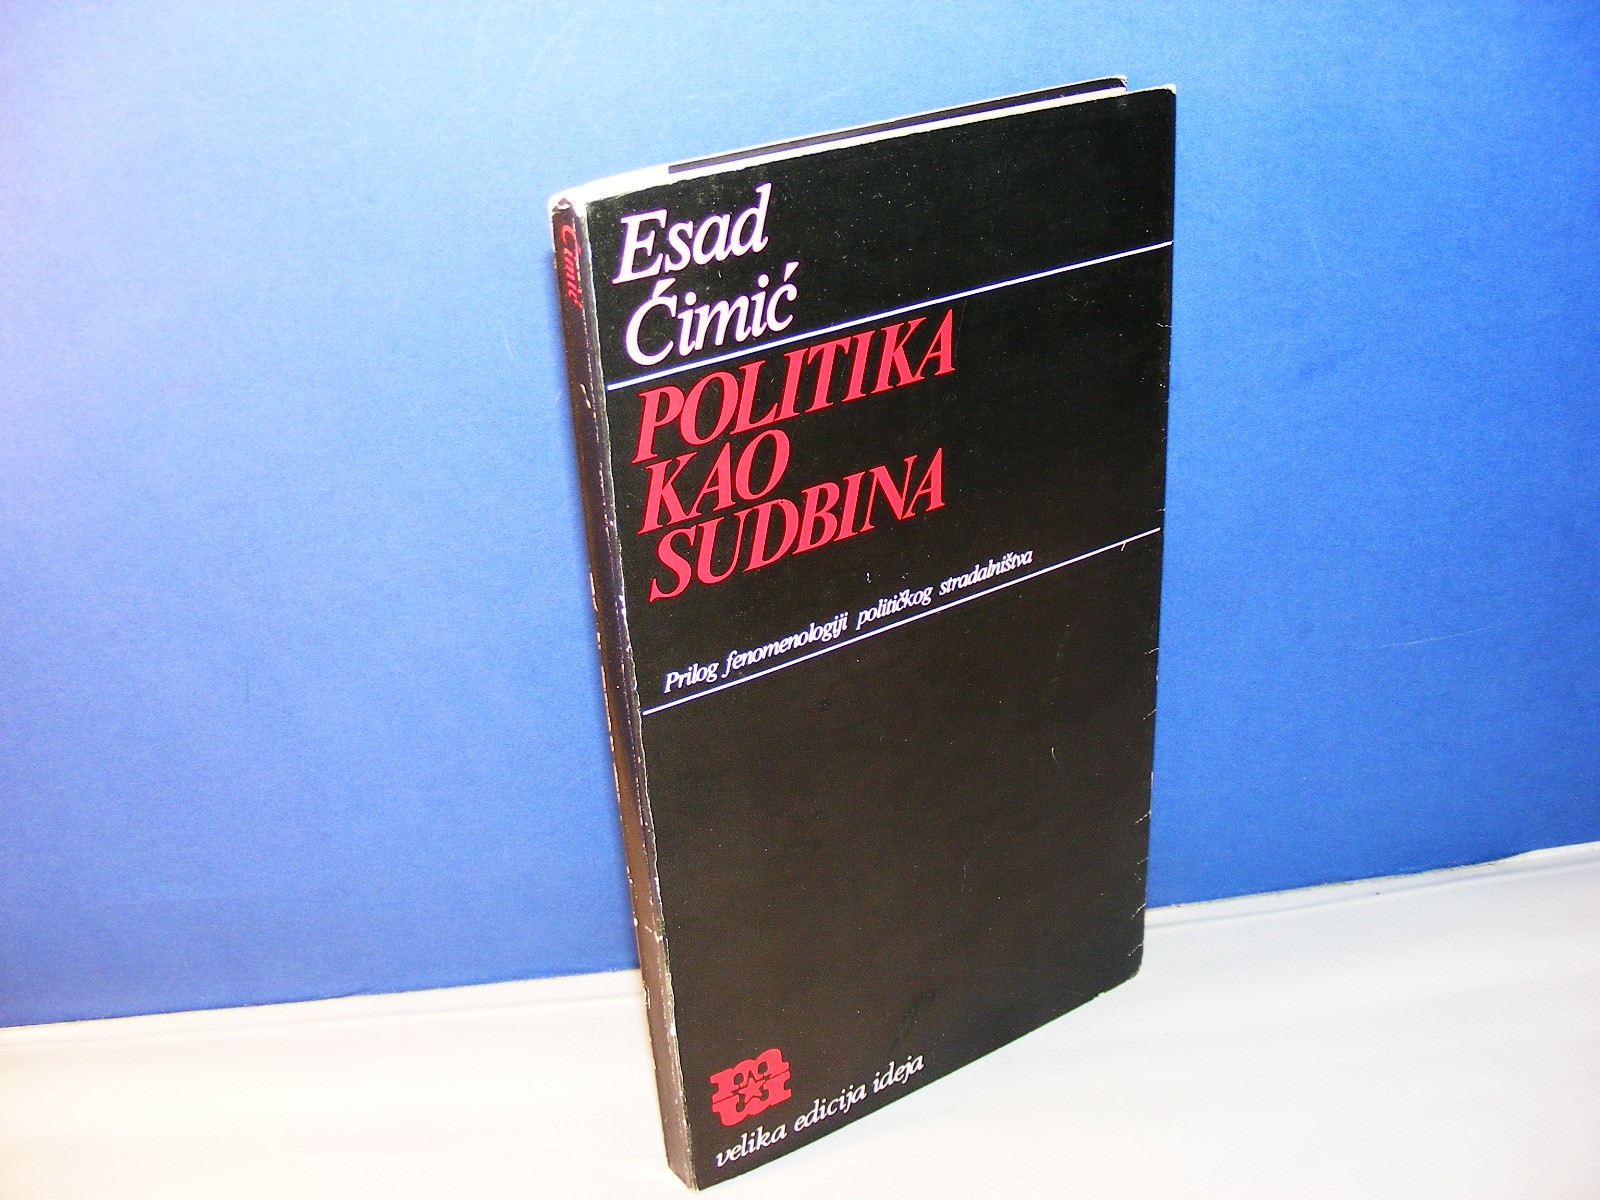 Esad
Ćimić
POLITIKA
KAO
SUDBINA
Prilog fenomenologiji političkog stradalništva
velika edicija ideja
Ćimić